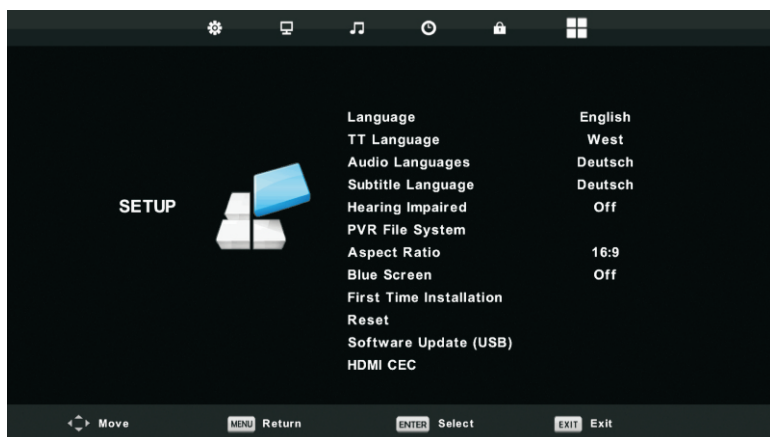 Language English
TT Language West
Audio Languages Deutsch
Subtitle Language Deutsch
SETUP
Hearing Impaired Off
PVR File System
Aspect Ratio 16:9
Blue Screen Off
First Time Installation
Reset
Software Update (USB)
HDMI CEC
Move MENU Return ENTER Select EXIT Exit